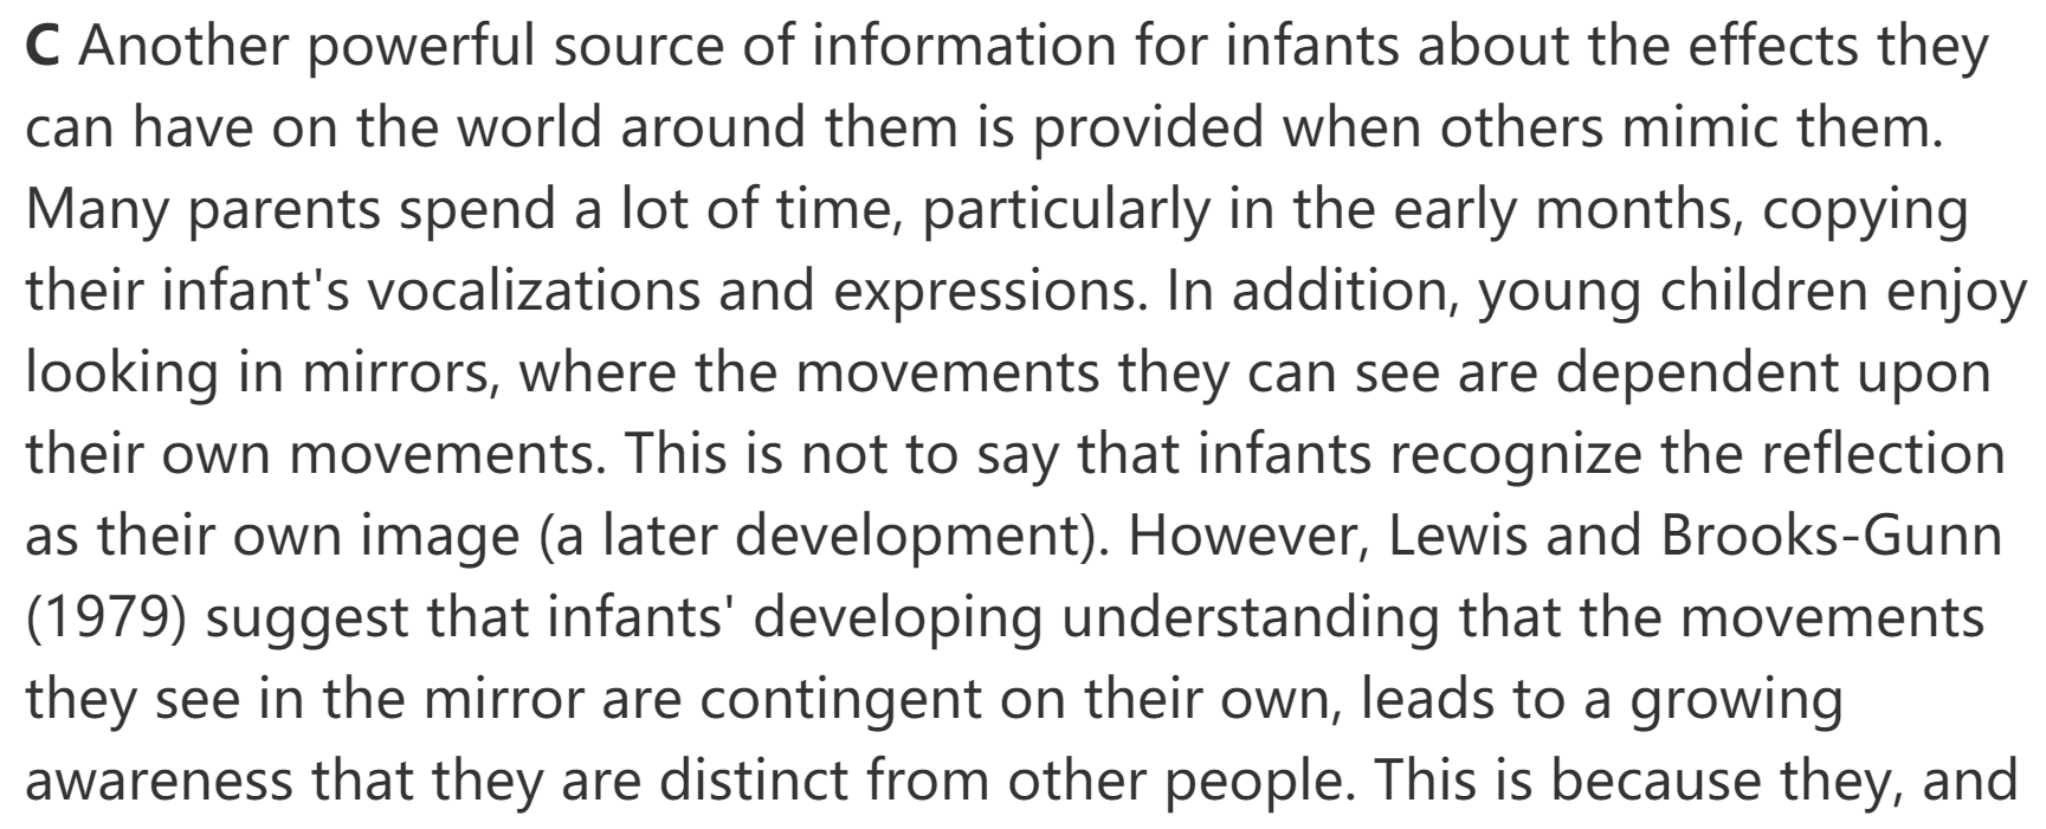 C Another powerful source of information for infants about the effects they
can have on the world around them is provided when others mimic them.
Many parents spend a lot of time, particularly in the early months, copying
their infant's vocalizations and expressions. In addition, young children enjoy
looking in mirrors, where the movements they can see are dependent upon
their own movements. This is not to say that infants recognize the reflection
as their own image (a later development). However, Lewis and Brooks-Gunn
(1979) suggest that infants' developing understanding that the movements
they see in the mirror are contingent on their own, leads to a growing
awareness that they are distinct from other people. This is because they, and